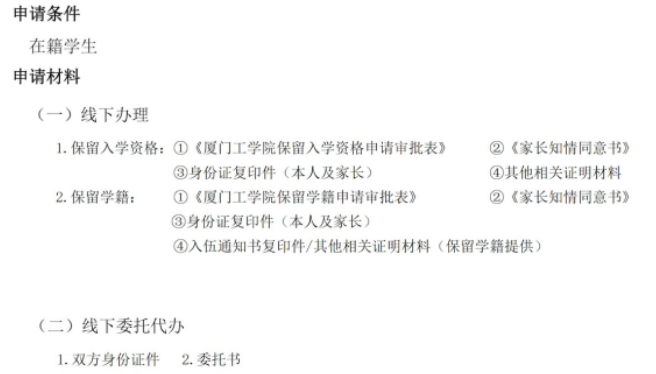 申请条件
在籍学生
申请材料
（一）线下办理
1.保留入学资格：①《厦门工学院保留入学资格申请审批表》 ②《家长知情同意书》
③身份证复印件（本人及家长） ④其他相关证明材料
2.保留学籍： ①《厦门工学院保留学籍申请审批表》 ②《家长知情同意书》
③身份证复印件（本人及家长）
④入伍通知书复印件/其他相关证明材料（保留学籍提供）
（二）线下委托代办
1.双方身份证件 2.委托书